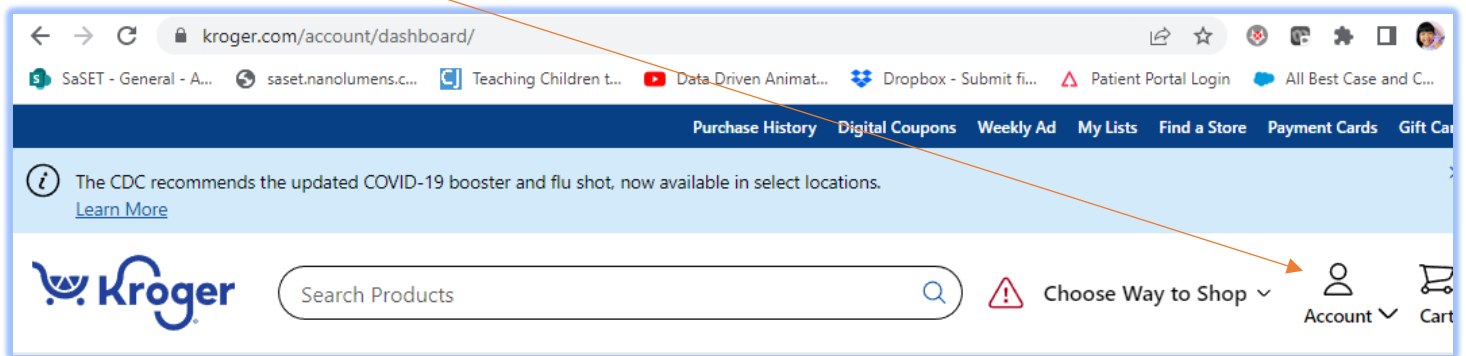 kroger.com/account/dashboard/
SaSET - General - A... saset.nanolumens.c... Teaching Children t... Data Driven Animat... Dropbox - Submit fi... Patient Portal Login All Best Case and C...
Purchase History Digital Coupons Weekly Ad My Lists Find a Store Payment Cards Gift Car
The CDC recommends the updated COVID-19 booster and flu shot, now available in select locations.
Learn More
Kroger Search Products Choose Way to Shop Account Cart